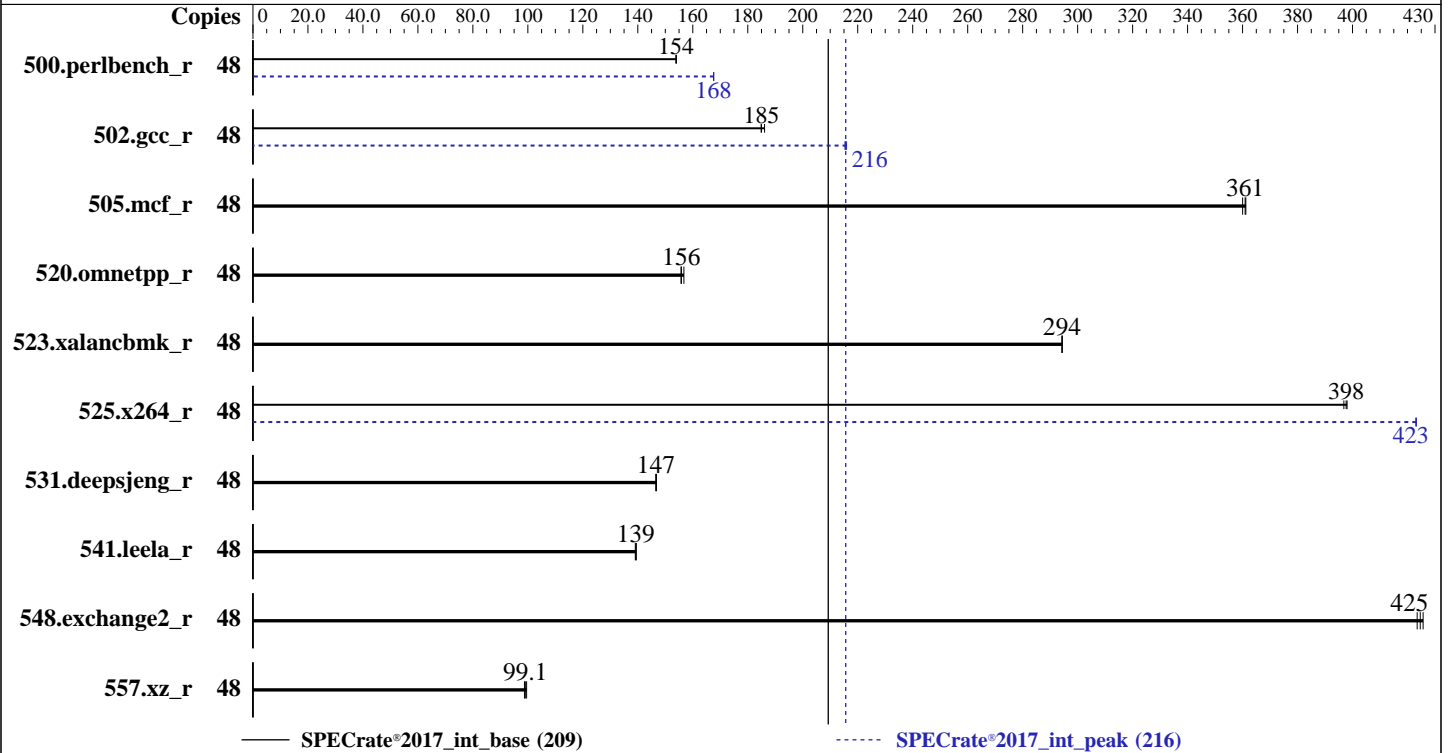 Copies 0 20.0 40.0 60.0 80.0 100 120 140 160 180 200 220 240 260 280 300 320 340 360 380 400 430
500.perlbench_r 48 154
168
502.gcc_r 48 185
216
505.mcf_r 48 361
520.omnetpp_r 48 156
523.xalancbmk_r 48 294
525.x264_r 48 398
423
531.deepsjeng_r 48 147
541.leela_r 48 139
548.exchange2_r 48 425
557.xz_r 48 99.1
SPECrate®2017_int_base (209) SPECrate®2017_int_peak (216)